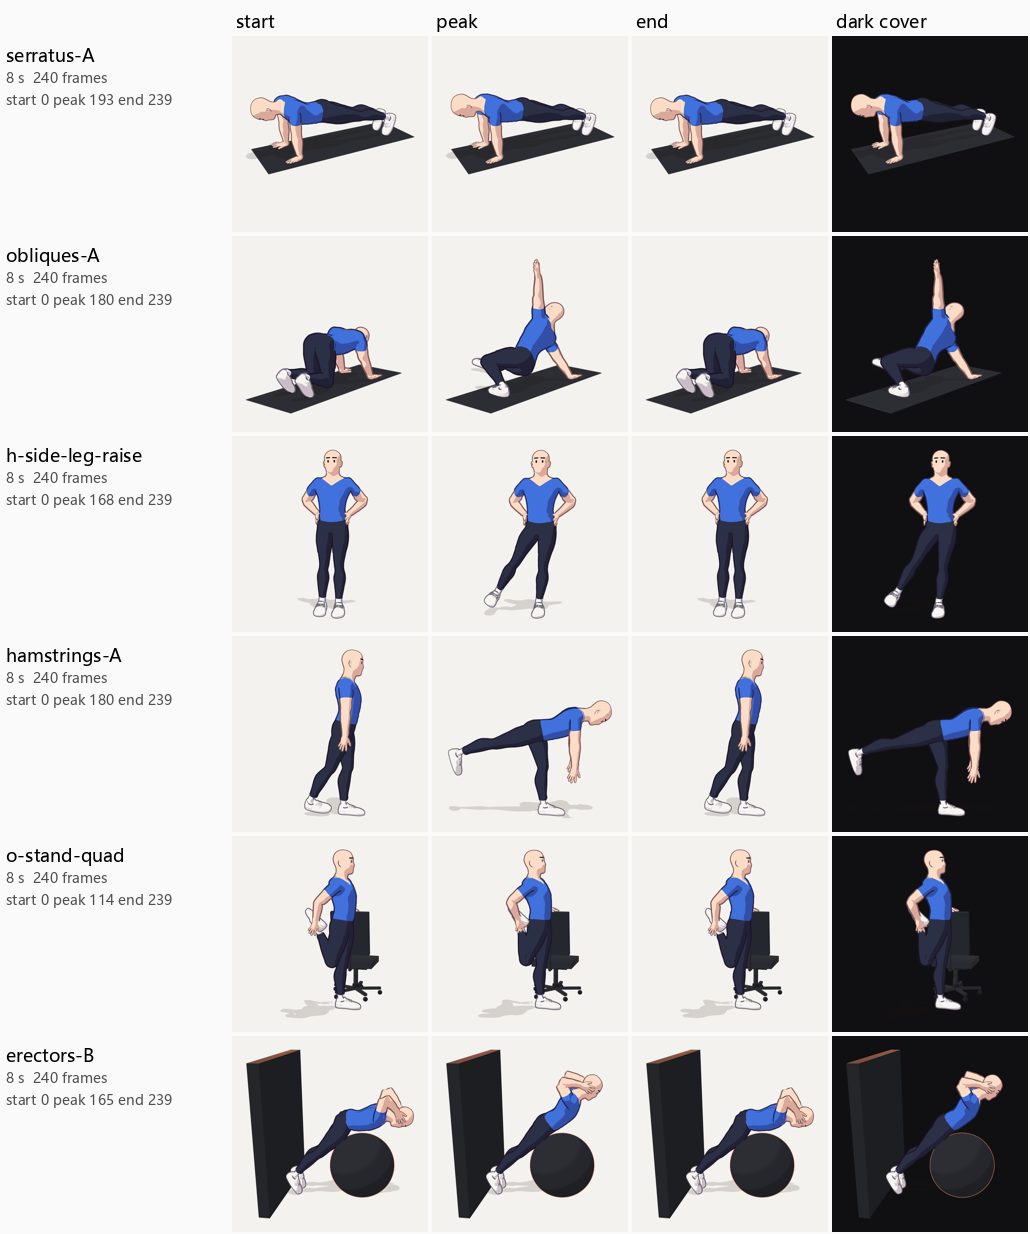 start peak end dark cover
serratus-A
8 s 240 frames
start 0 peak 193 end 239
obliques-A
8 s 240 frames
start 0 peak 180 end 239
h-side-leg-raise
8 s 240 frames
start 0 peak 168 end 239
hamstrings-A
8 s 240 frames
start 0 peak 180 end 239
o-stand-quad
8 s 240 frames
start 0 peak 114 end 239
erectors-B
8 s 240 frames
start 0 peak 165 end 239